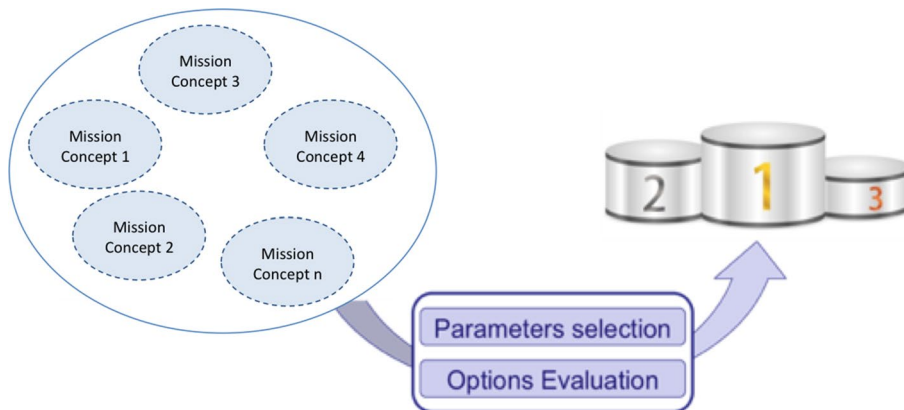 Mission
Concept 3
Mission
Concept 1
Mission
Concept 4
Mission
Concept 2
Mission
Concept n
2
1
3
Parameters selection
Options Evaluation